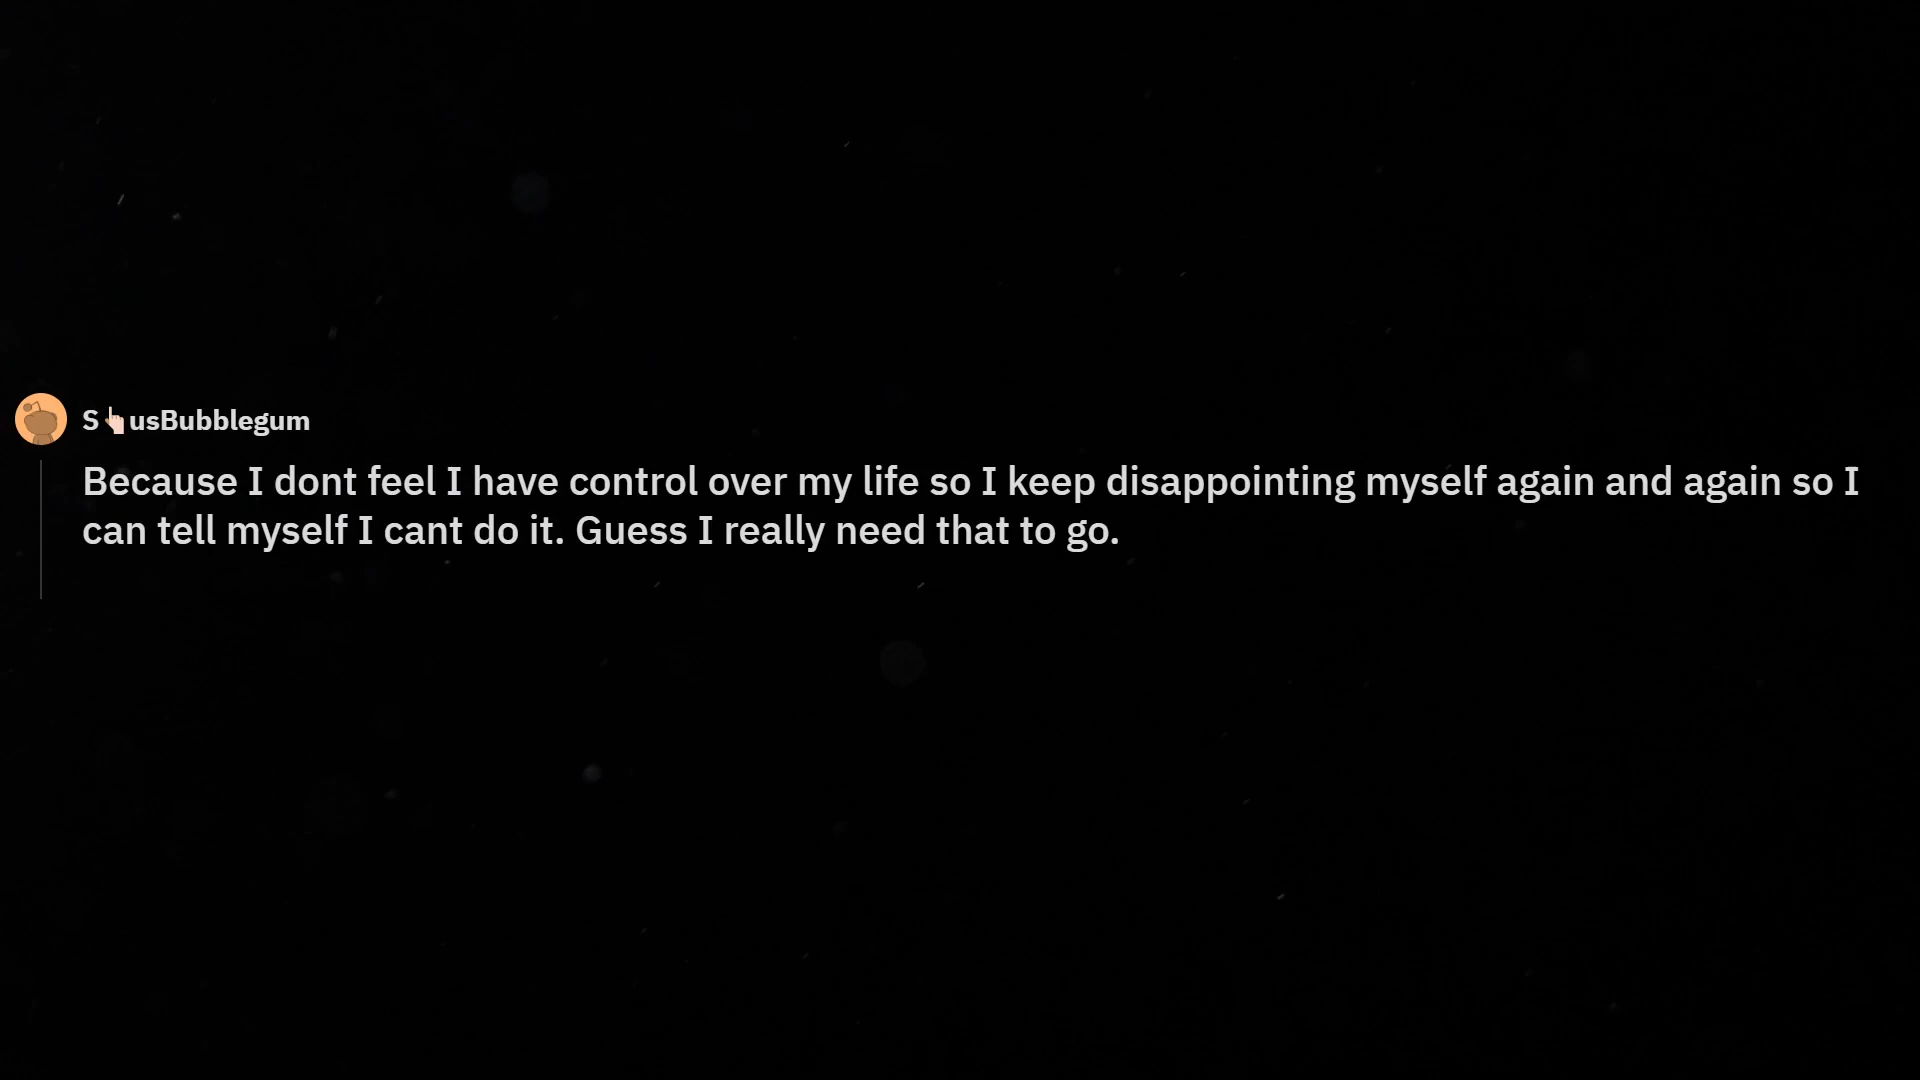 S👆🏻usBubblegum
Because I dont feel I have control over my life so I keep disappointing myself again and again so I
can tell myself I cant do it. Guess I really need that to go.